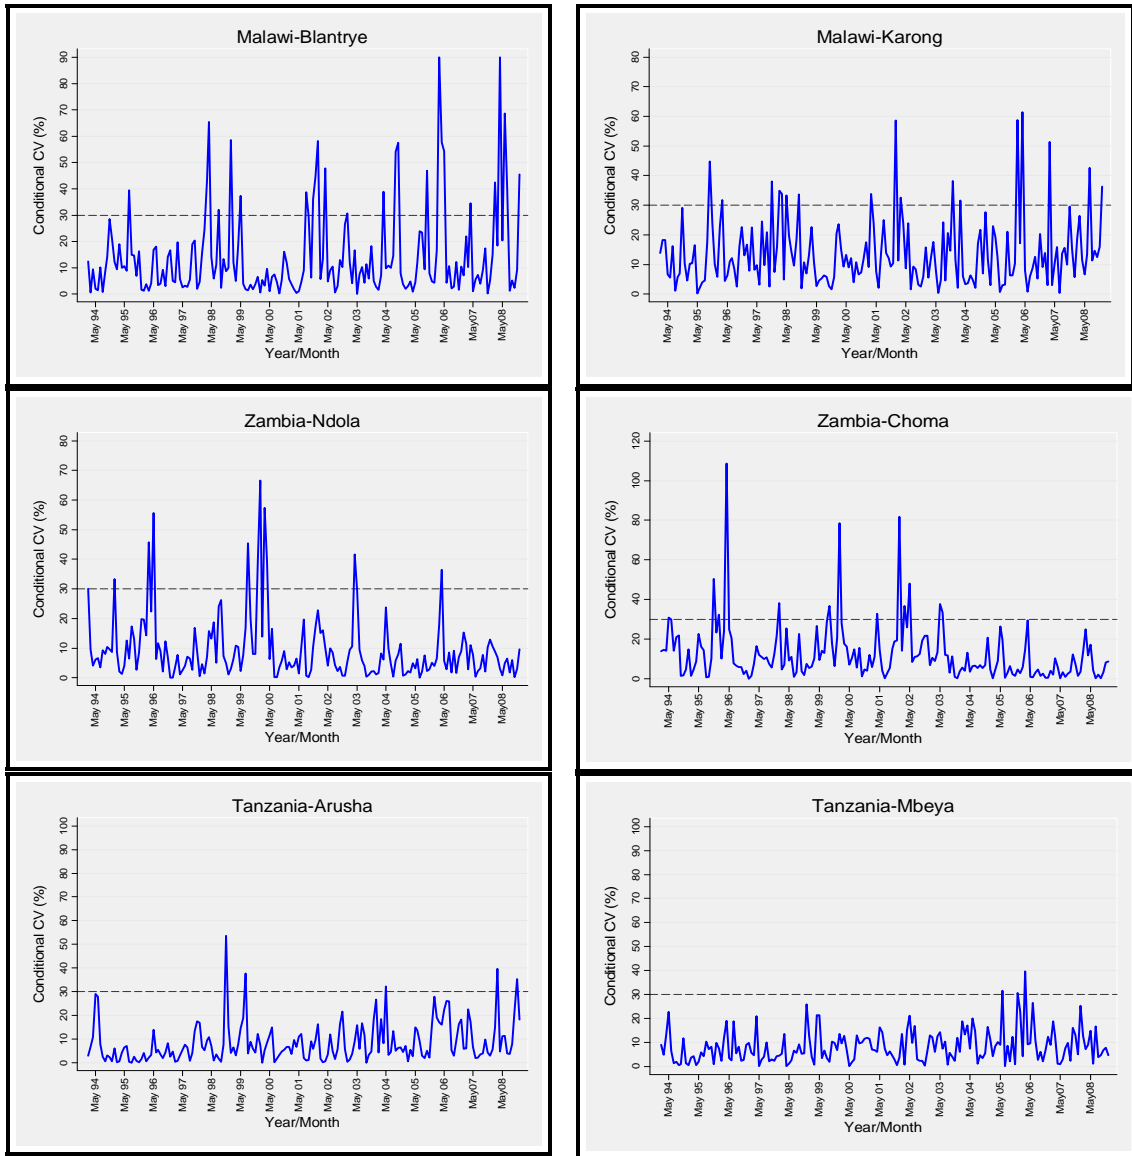 Malawi-Blantrye
Conditional CV (%)
90
80
70
60
50
40
30
20
10
0
May 94
May 95
May 96
May 97
May 98
May 99
May 00
May 01
May 02
May 03
May 04
May 05
May 06
May07
May08
Year/Month
Malawi-Karong
Conditional CV (%)
80
70
60
50
40
30
20
10
0
May 94
May 95
May 96
May 97
May 98
May 99
May 00
May 01
May 02
May 03
May 04
May 05
May 06
May07
May08
Year/Month
Zambia-Ndola
Conditional CV (%)
80
70
60
50
40
30
20
10
0
May 94
May 95
May 96
May 97
May 98
May 99
May 00
May 01
May 02
May 03
May 04
May 05
May 06
May07
May08
Year/Month
Zambia-Choma
Conditional CV (%)
120
100
80
60
40
20
0
May 94
May 95
May 96
May 97
May 98
May 99
May 00
May 01
May 02
May 03
May 04
May 05
May 06
May07
May08
Year/Month
Tanzania-Arusha
Conditional CV (%)
100
90
80
70
60
50
40
30
20
10
0
May 94
May 95
May 96
May 97
May 98
May 99
May 00
May 01
May 02
May 03
May 04
May 05
May 06
May07
May08
Year/Month
Tanzania-Mbeya
Conditional CV (%)
100
90
80
70
60
50
40
30
20
10
0
May 94
May 95
May 96
May 97
May 98
May 99
May 00
May 01
May 02
May 03
May 04
May 05
May 06
May07
May08
Year/Month